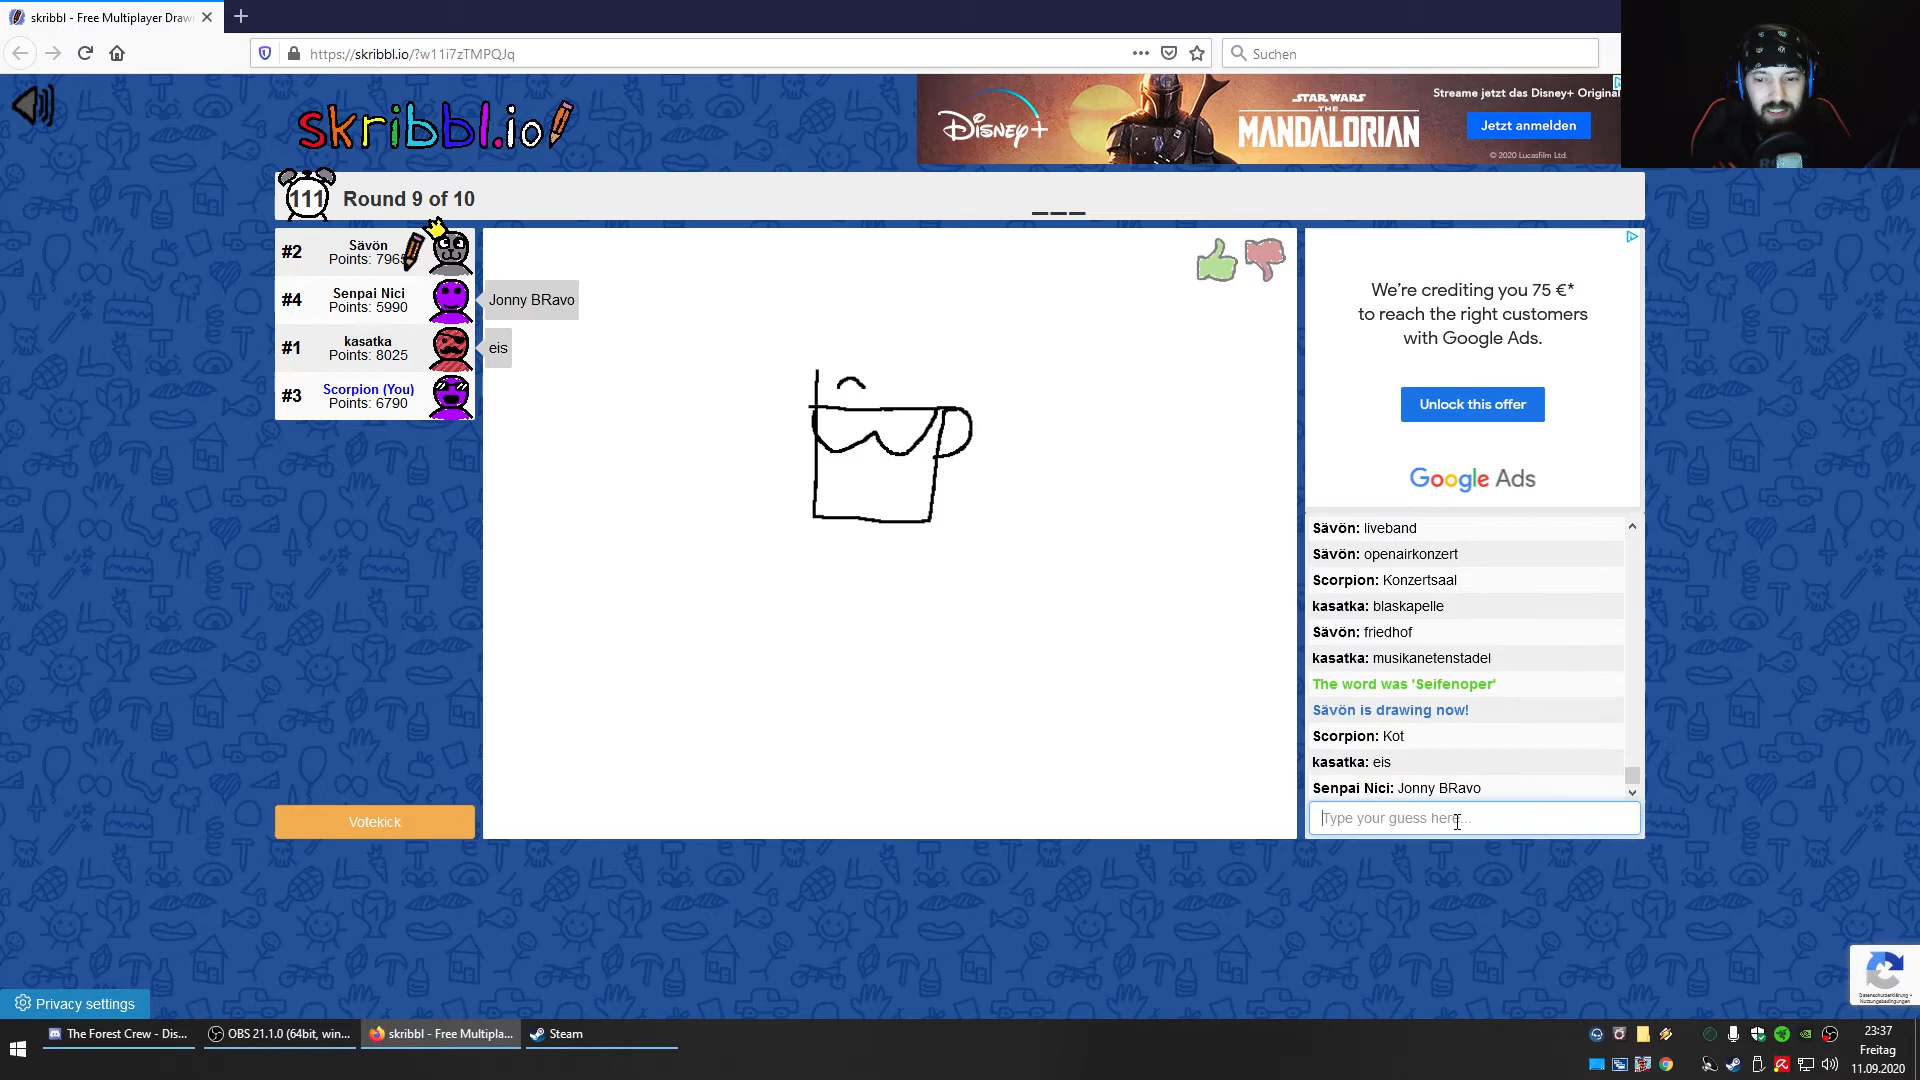 skribbl - Free Multiplayer Draw
https://skribbl.io/?w11i7zTMPQJq
Suchen
skribbl.io
Disney+
STAR WARS
THE
MANDALORIAN
Streame jetzt das Disney+ Original
Jetzt anmelden
© 2020 Lucasfilm Ltd.
111
Round 9 of 10
___
#2
Sävön
Points: 7965
#4
Senpai Nici
Points: 5990
Jonny BRavo
#1
kasatka
Points: 8025
eis
#3
Scorpion (You)
Points: 6790
Votekick
We're crediting you 75 €*
to reach the right customers
with Google Ads.
Unlock this offer
Google Ads
Sävön: liveband
Sävön: openairkonzert
Scorpion: Konzertsaal
kasatka: blaskapelle
Sävön: friedhof
kasatka: musikanetenstadel
The word was 'Seifenoper'
Sävön is drawing now!
Scorpion: Kot
kasatka: eis
Senpai Nici: Jonny BRavo
Type your guess here...
Datenschutzerklärung -
Nutzungsbedingungen
Privacy settings
The Forest Crew - Dis...
OBS 21.1.0 (64bit, win...
skribbl - Free Multipla...
Steam
23:37
Freitag
11.09.2020